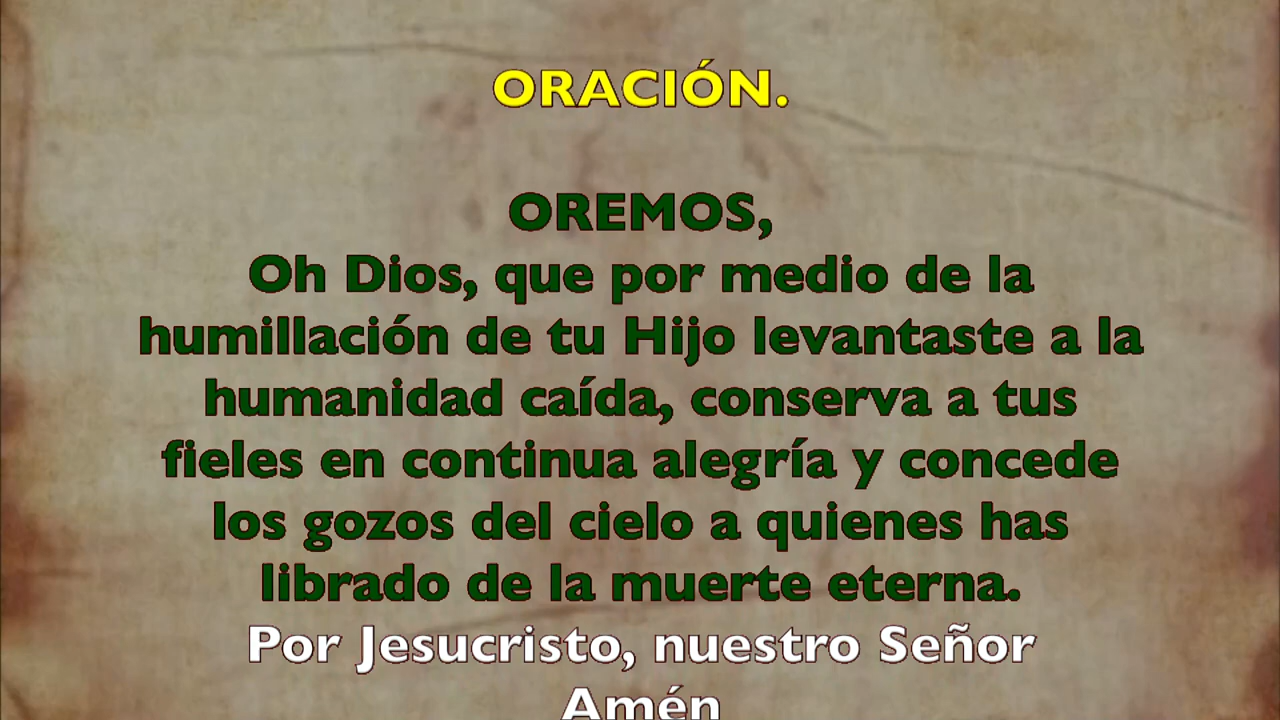 ORACIÓN.
OREMOS,
Oh Dios, que por medio de la
humillación de tu Hijo levantaste a la
humanidad caída, conserva a tus
fieles en continua alegría y concede
los gozos del cielo a quienes has
librado de la muerte eterna.
Por Jesucristo, nuestro Señor
Amén